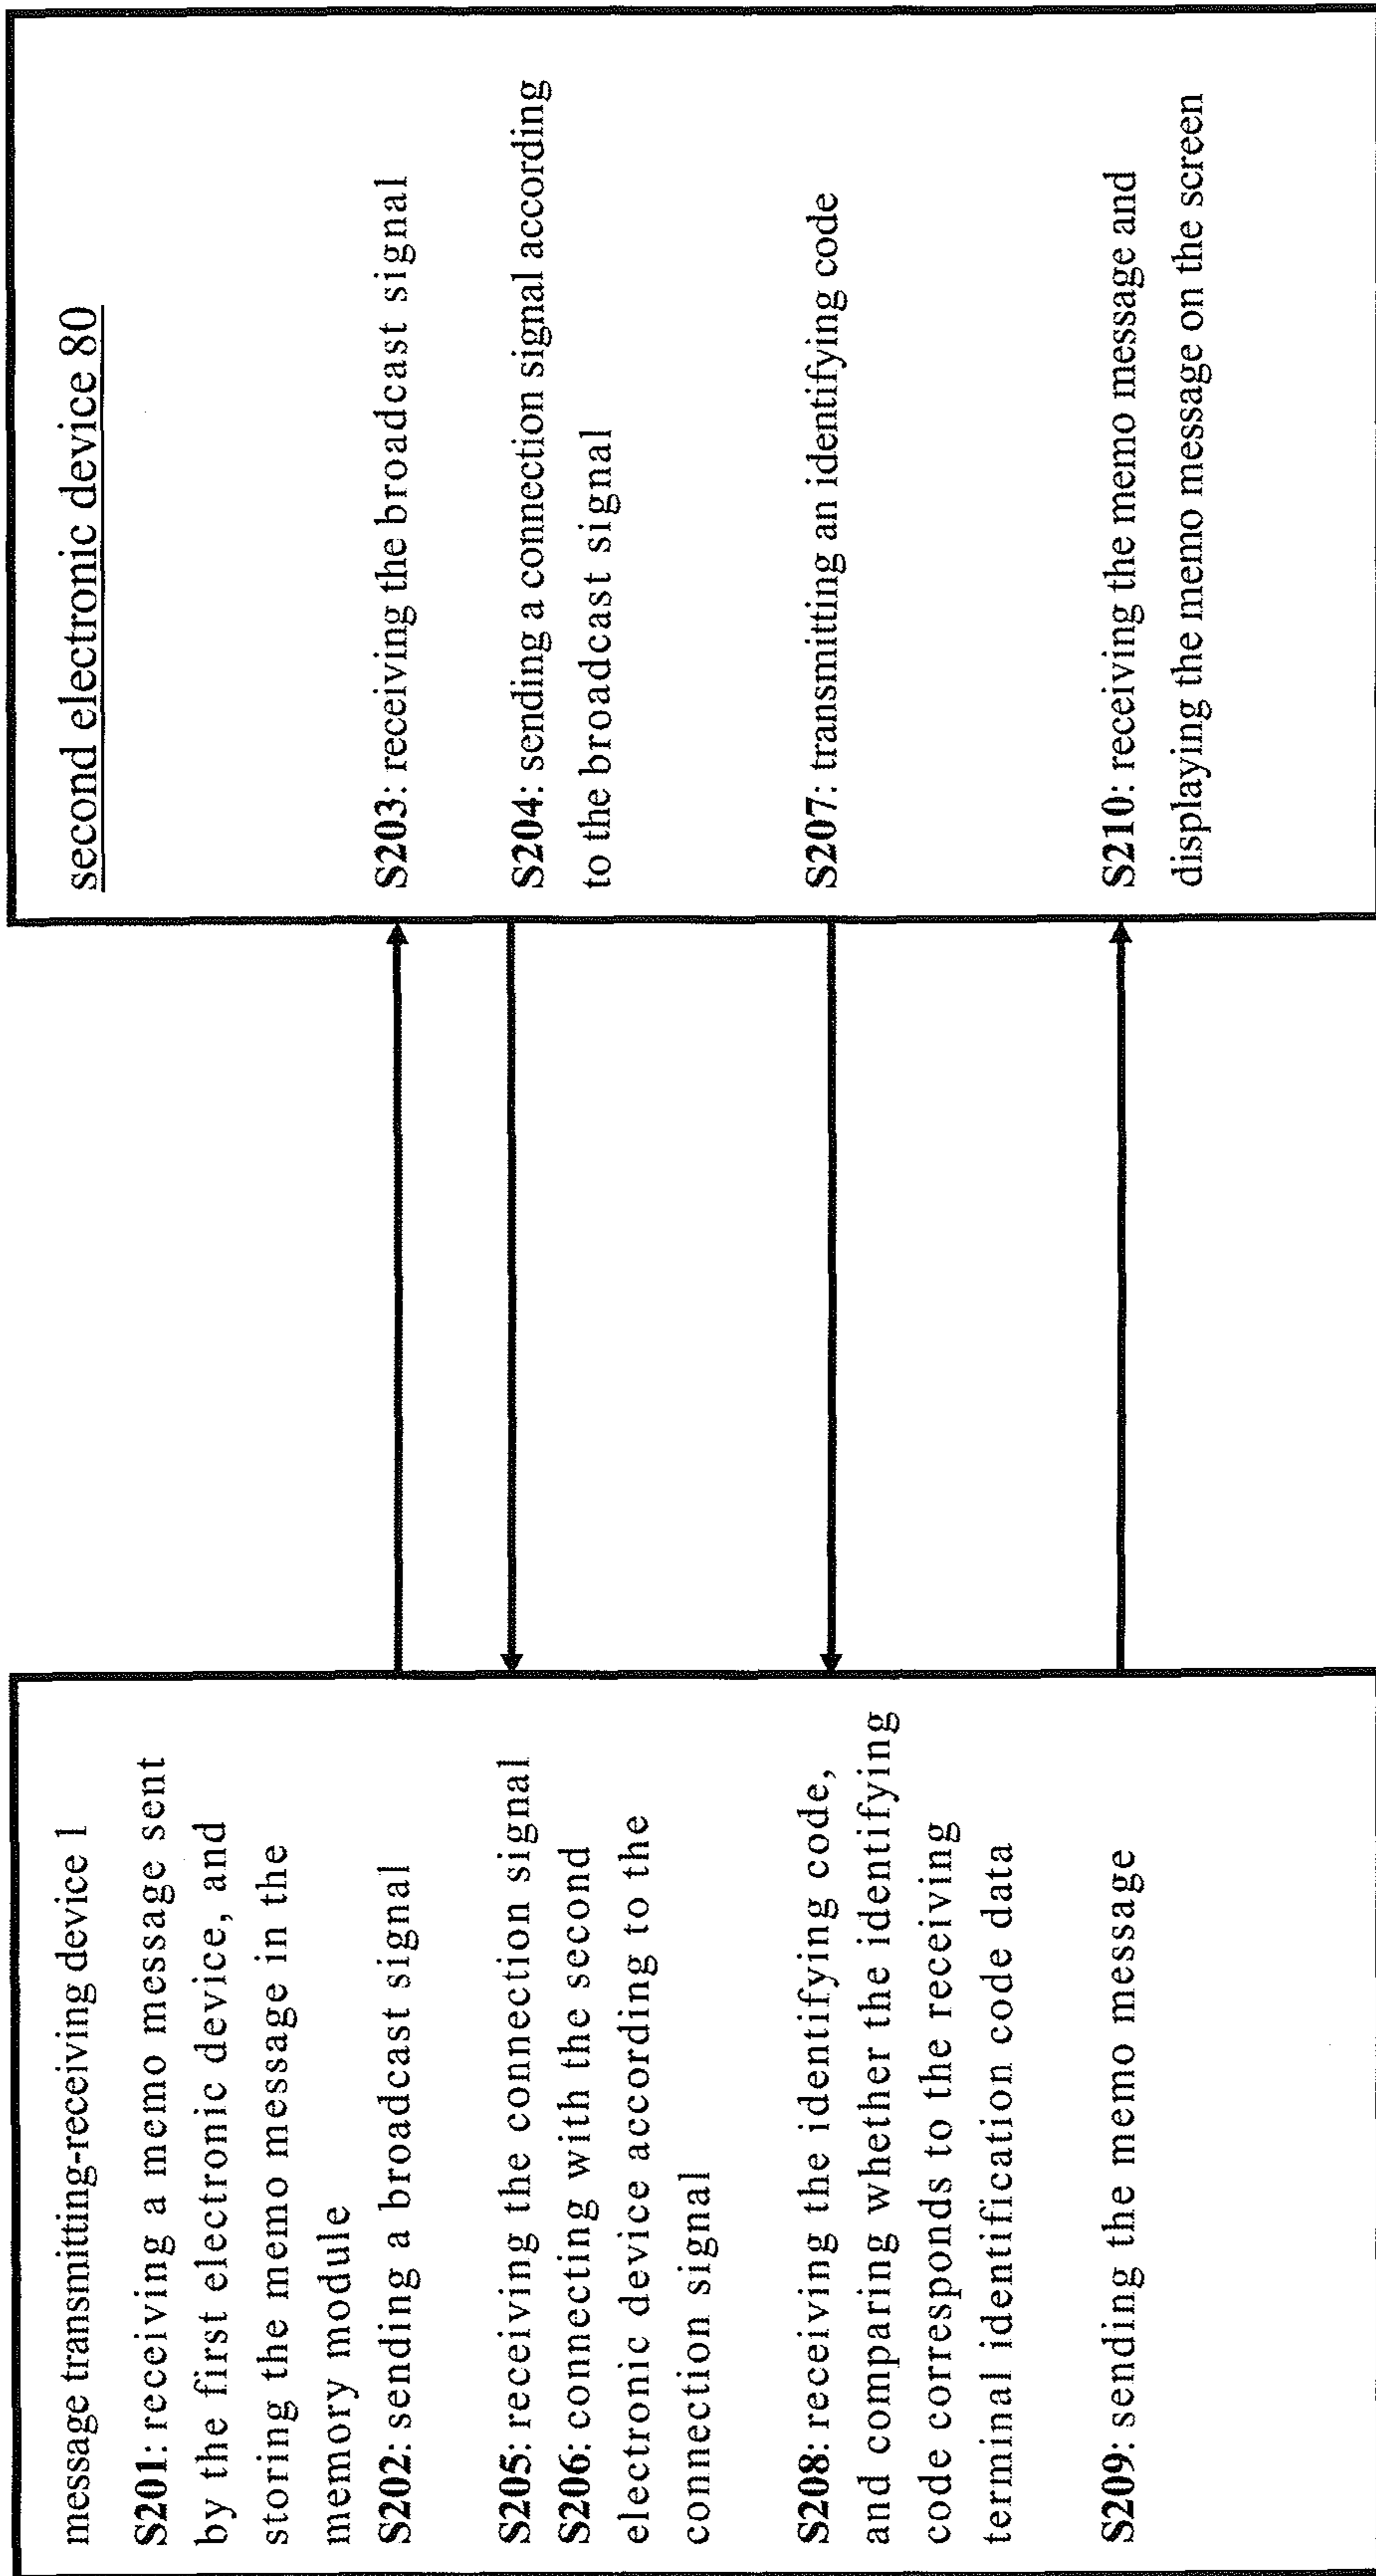 message transmitting-receiving device 1
S201: receiving a memo message sent
by the first electronic device, and
storing the memo message in the
memory module
S202: sending a broadcast signal
S205: receiving the connection signal
S206: connecting with the second
electronic device according to the
connection signal
S208: receiving the identifying code,
and comparing whether the identifying
code corresponds to the receiving
terminal identification code data
S209: sending the memo message
second electronic device 80
S203: receiving the broadcast signal
S204: sending a connection signal according
to the broadcast signal
S207: transmitting an identifying code
S210: receiving the memo message and
displaying the memo message on the screen